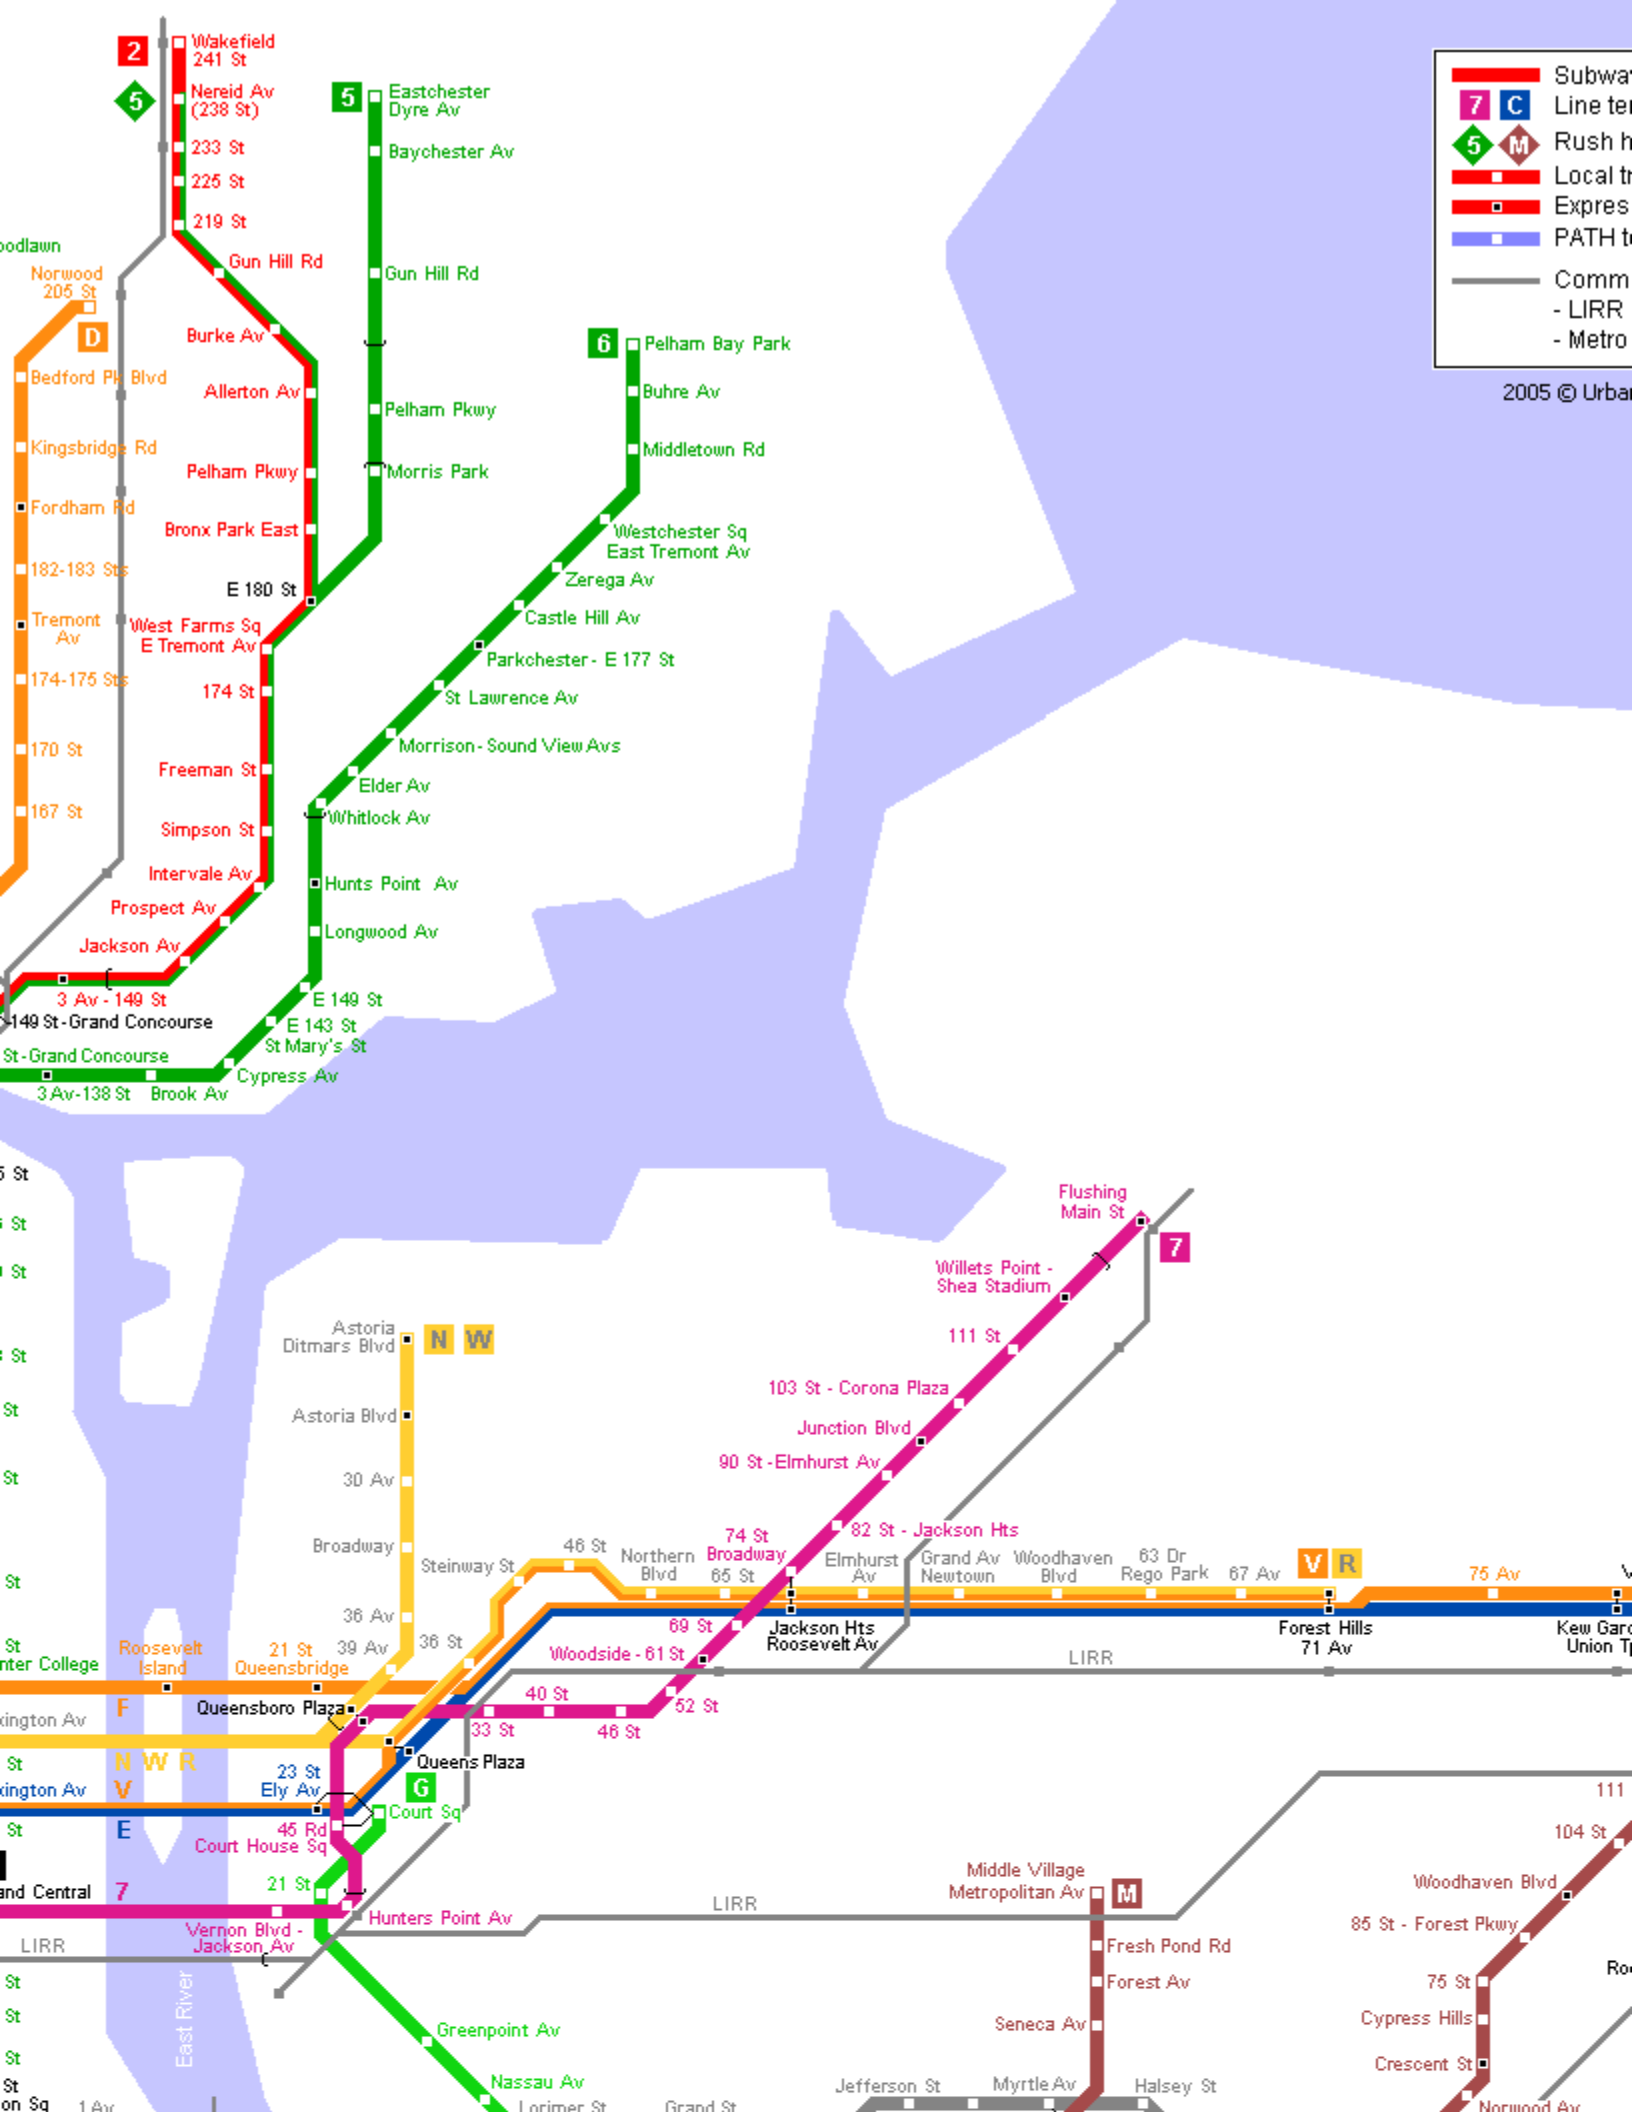 2
Wakefield
241 St
5
Nereid Av
(238 St)
233 St
225 St
219 St
Gun Hill Rd
Burke Av
Allerton Av
Pelham Pkwy
Bronx Park East
E 180 St
West Farms Sq
E Tremont Av
174 St
Freeman St
Simpson St
Intervale Av
Prospect Av
Jackson Av
3 Av - 149 St
149 St - Grand Concourse
5
Eastchester
Dyre Av
Baychester Av
Gun Hill Rd
Pelham Pkwy
Morris Park
Norwood
205 St
D
Bedford Pk Blvd
Kingsbridge Rd
Fordham Rd
182-183 Sts
Tremont
Av
174-175 Sts
170 St
167 St
6
Pelham Bay Park
Buhre Av
Middletown Rd
Westchester Sq
East Tremont Av
Zerega Av
Castle Hill Av
Parkchester - E 177 St
St Lawrence Av
Morrison - Sound View Avs
Elder Av
Whitlock Av
Hunts Point Av
Longwood Av
E 149 St
E 143 St
St Mary's St
Cypress Av
St - Grand Concourse
3 Av - 138 St
Brook Av
7 C
Line
5 M
Rush
Local
PATH
- LIRR
- Metro
2005 ©
Flushing
Main St
7
Willets Point -
Shea Stadium
111 St
103 St - Corona Plaza
Junction Blvd
90 St - Elmhurst Av
82 St - Jackson Hts
74 St
Broadway
69 St
Woodside - 61 St
52 St
46 St
40 St
33 St
Astoria
Ditmars Blvd
N W
Astoria Blvd
30 Av
Broadway
36 Av
39 Av
Steinway St
46 St
36 St
Northern
Blvd
65 St
Elmhurst
Av
Grand Av
Newtown
Woodhaven
Blvd
63 Dr
Rego Park
67 Av
V R
75 Av
Jackson Hts
Roosevelt Av
Forest Hills
71 Av
Kew
Union
LIRR
Roosevelt
Island
21 St
Queensbridge
F
Queensboro Plaza
N W R
V
E
Queens Plaza
23 St
Ely Av
G
Court Sq
45 Rd
Court House Sq
21 St
7
Vernon Blvd -
Jackson Av
Hunters Point Av
Central
LIRR
LIRR
East River
Greenpoint Av
Nassau Av
Lorimer St
Grand St
1 Av
Middle Village
Metropolitan Av
M
Fresh Pond Rd
Forest Av
Seneca Av
Myrtle Av
Jefferson St
Halsey St
111
104 St
Woodhaven Blvd
85 St - Forest Pkwy
75 St
Cypress Hills
Crescent St
Norwood Av